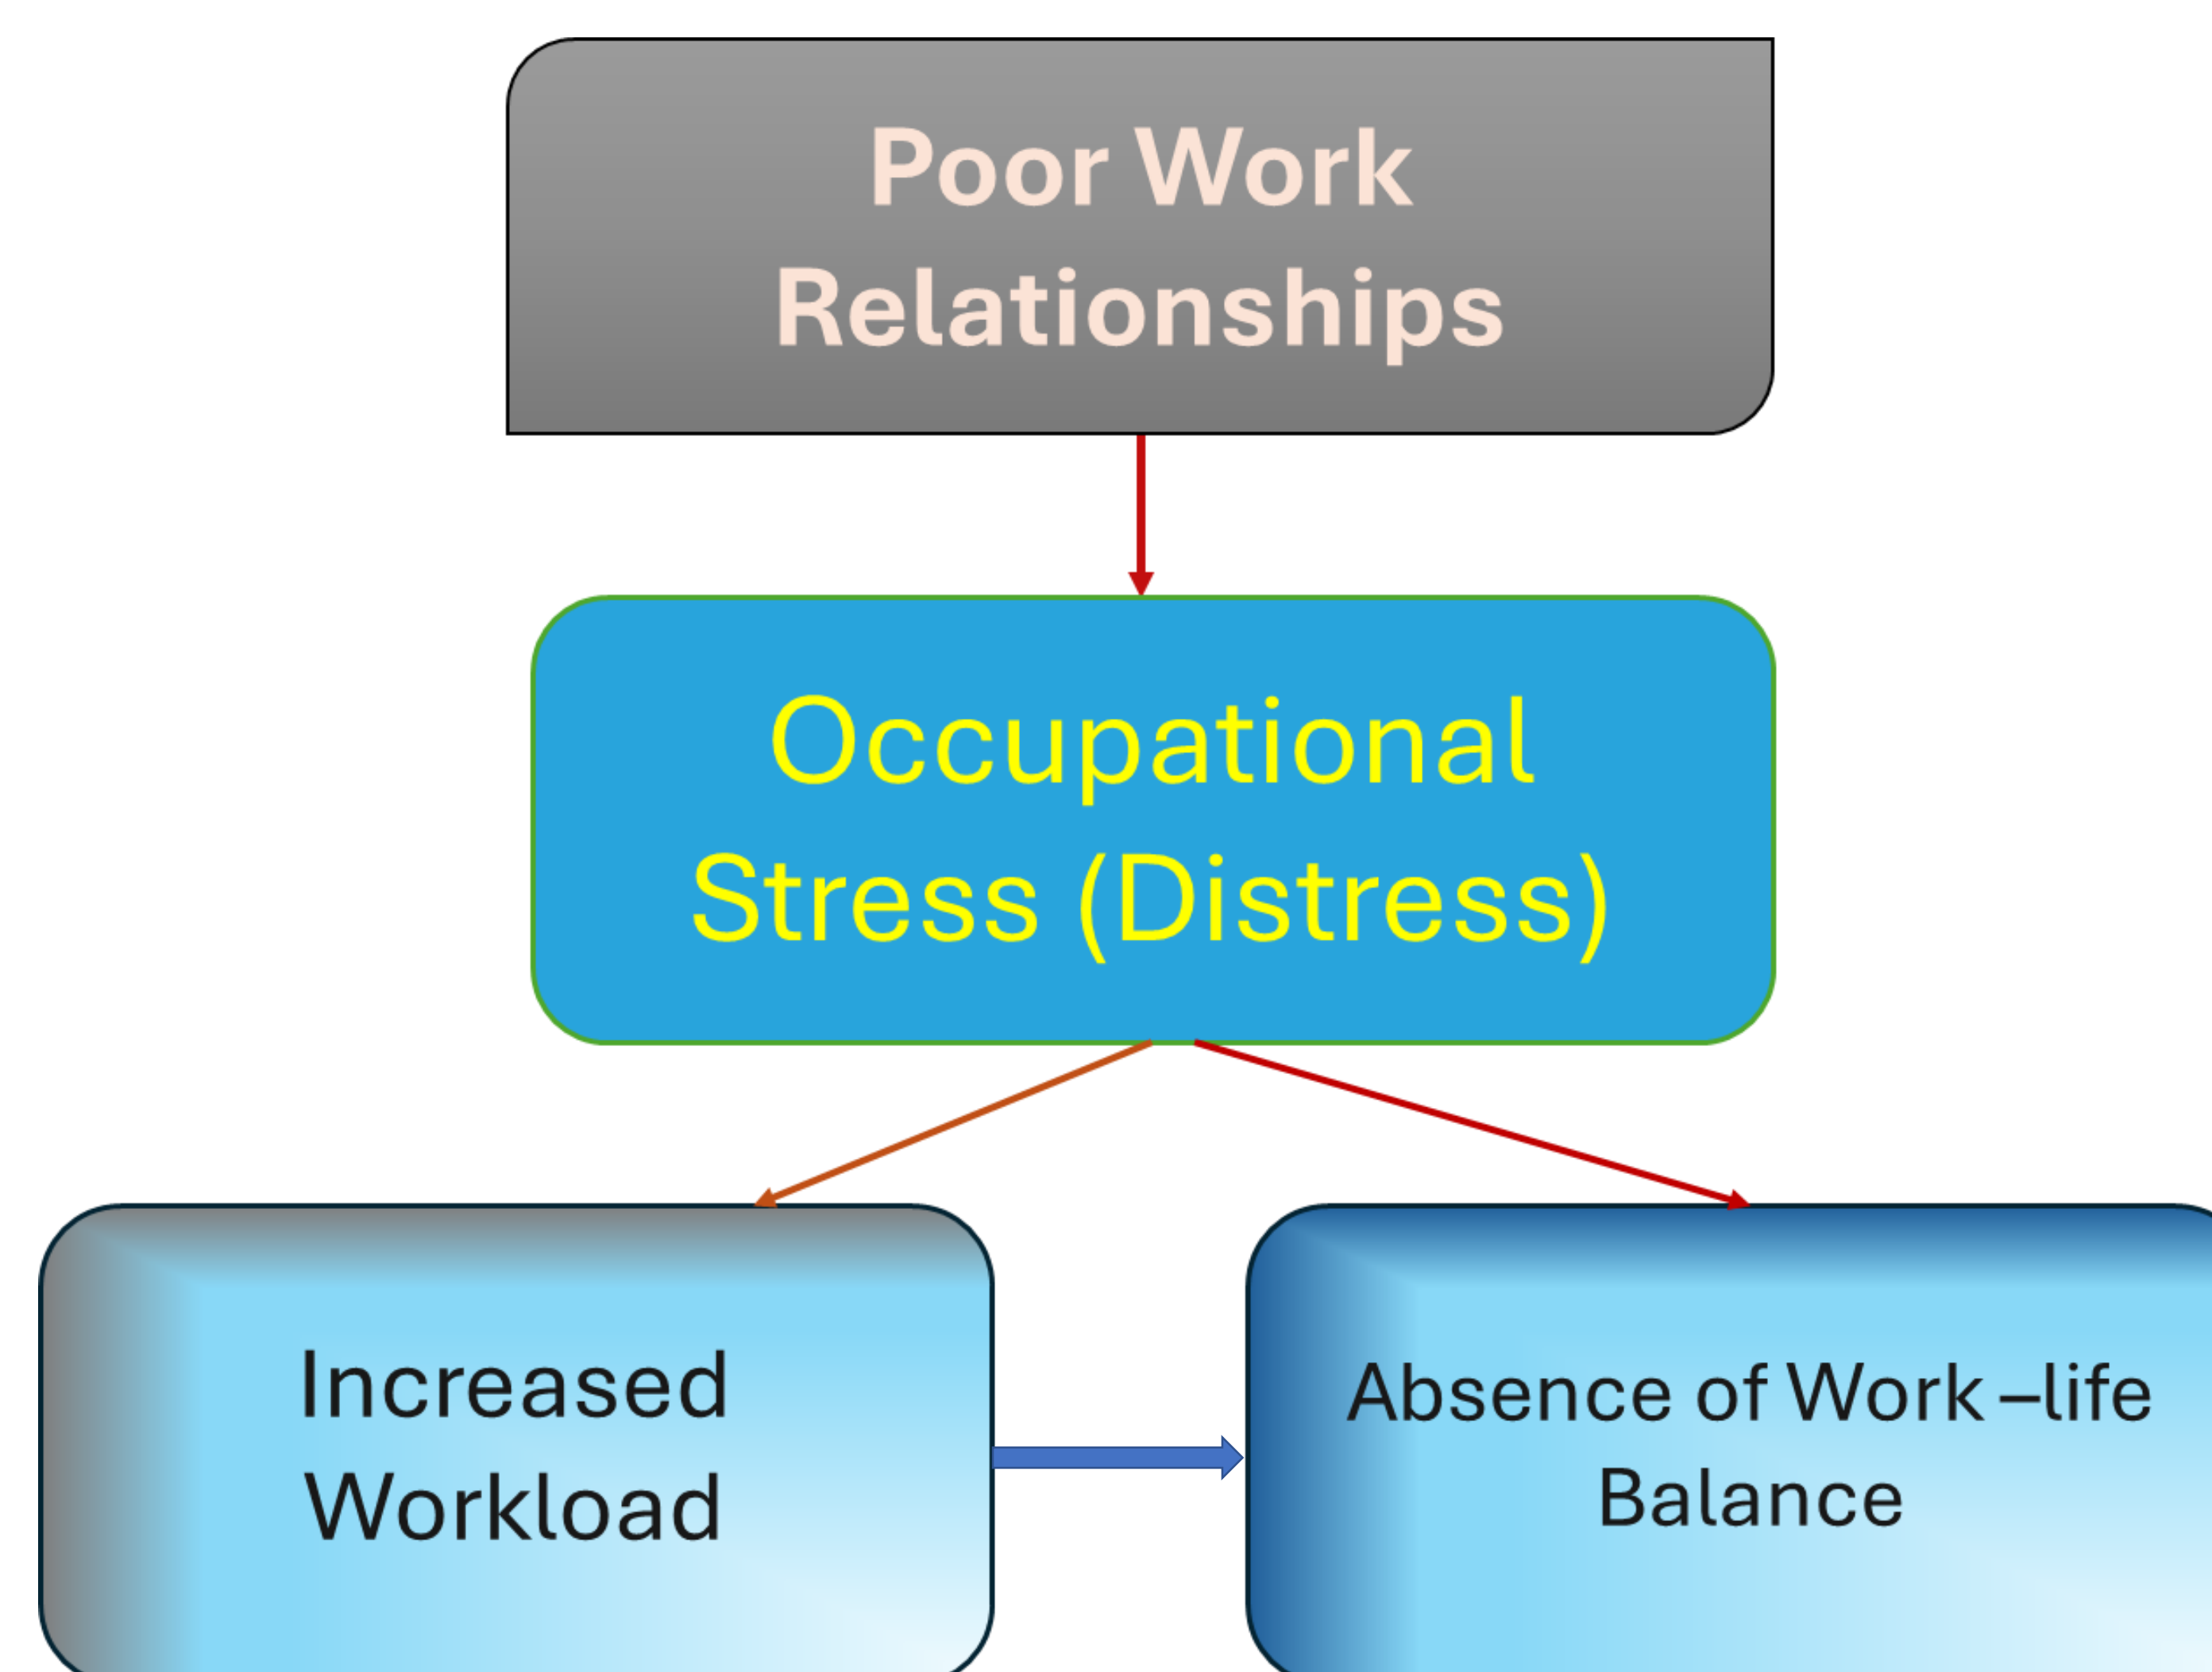 Poor Work
Relationships
Occupational
Stress (Distress)
Increased
Workload
Absence of Work –life
Balance